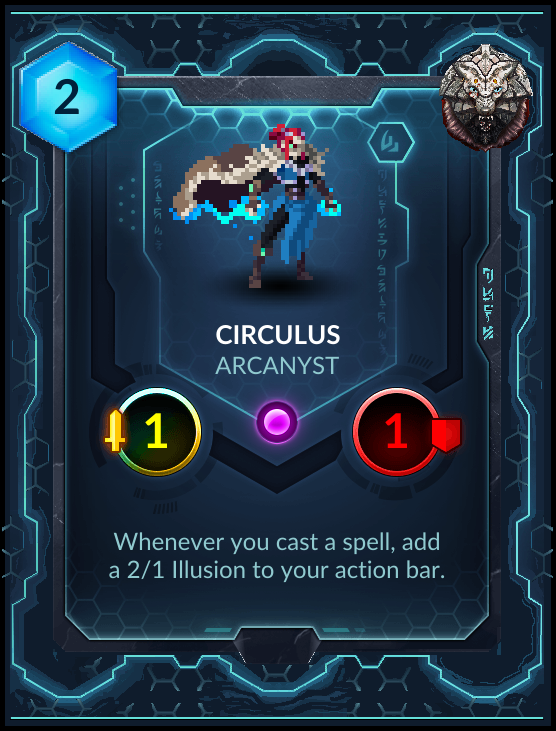 2
CIRCULUS
ARCANYST
1
1
Whenever you cast a spell, add
a 2/1 Illusion to your action bar.